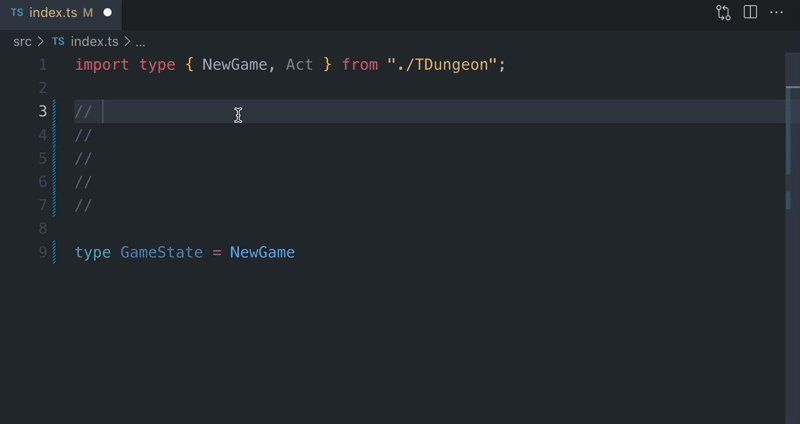 TS index.ts M
src > TS index.ts > ...
1 import type { NewGame, Act } from "./TDungeon";
2
3 //
4 //
5 //
6 //
7 //
8
9 type GameState = NewGame